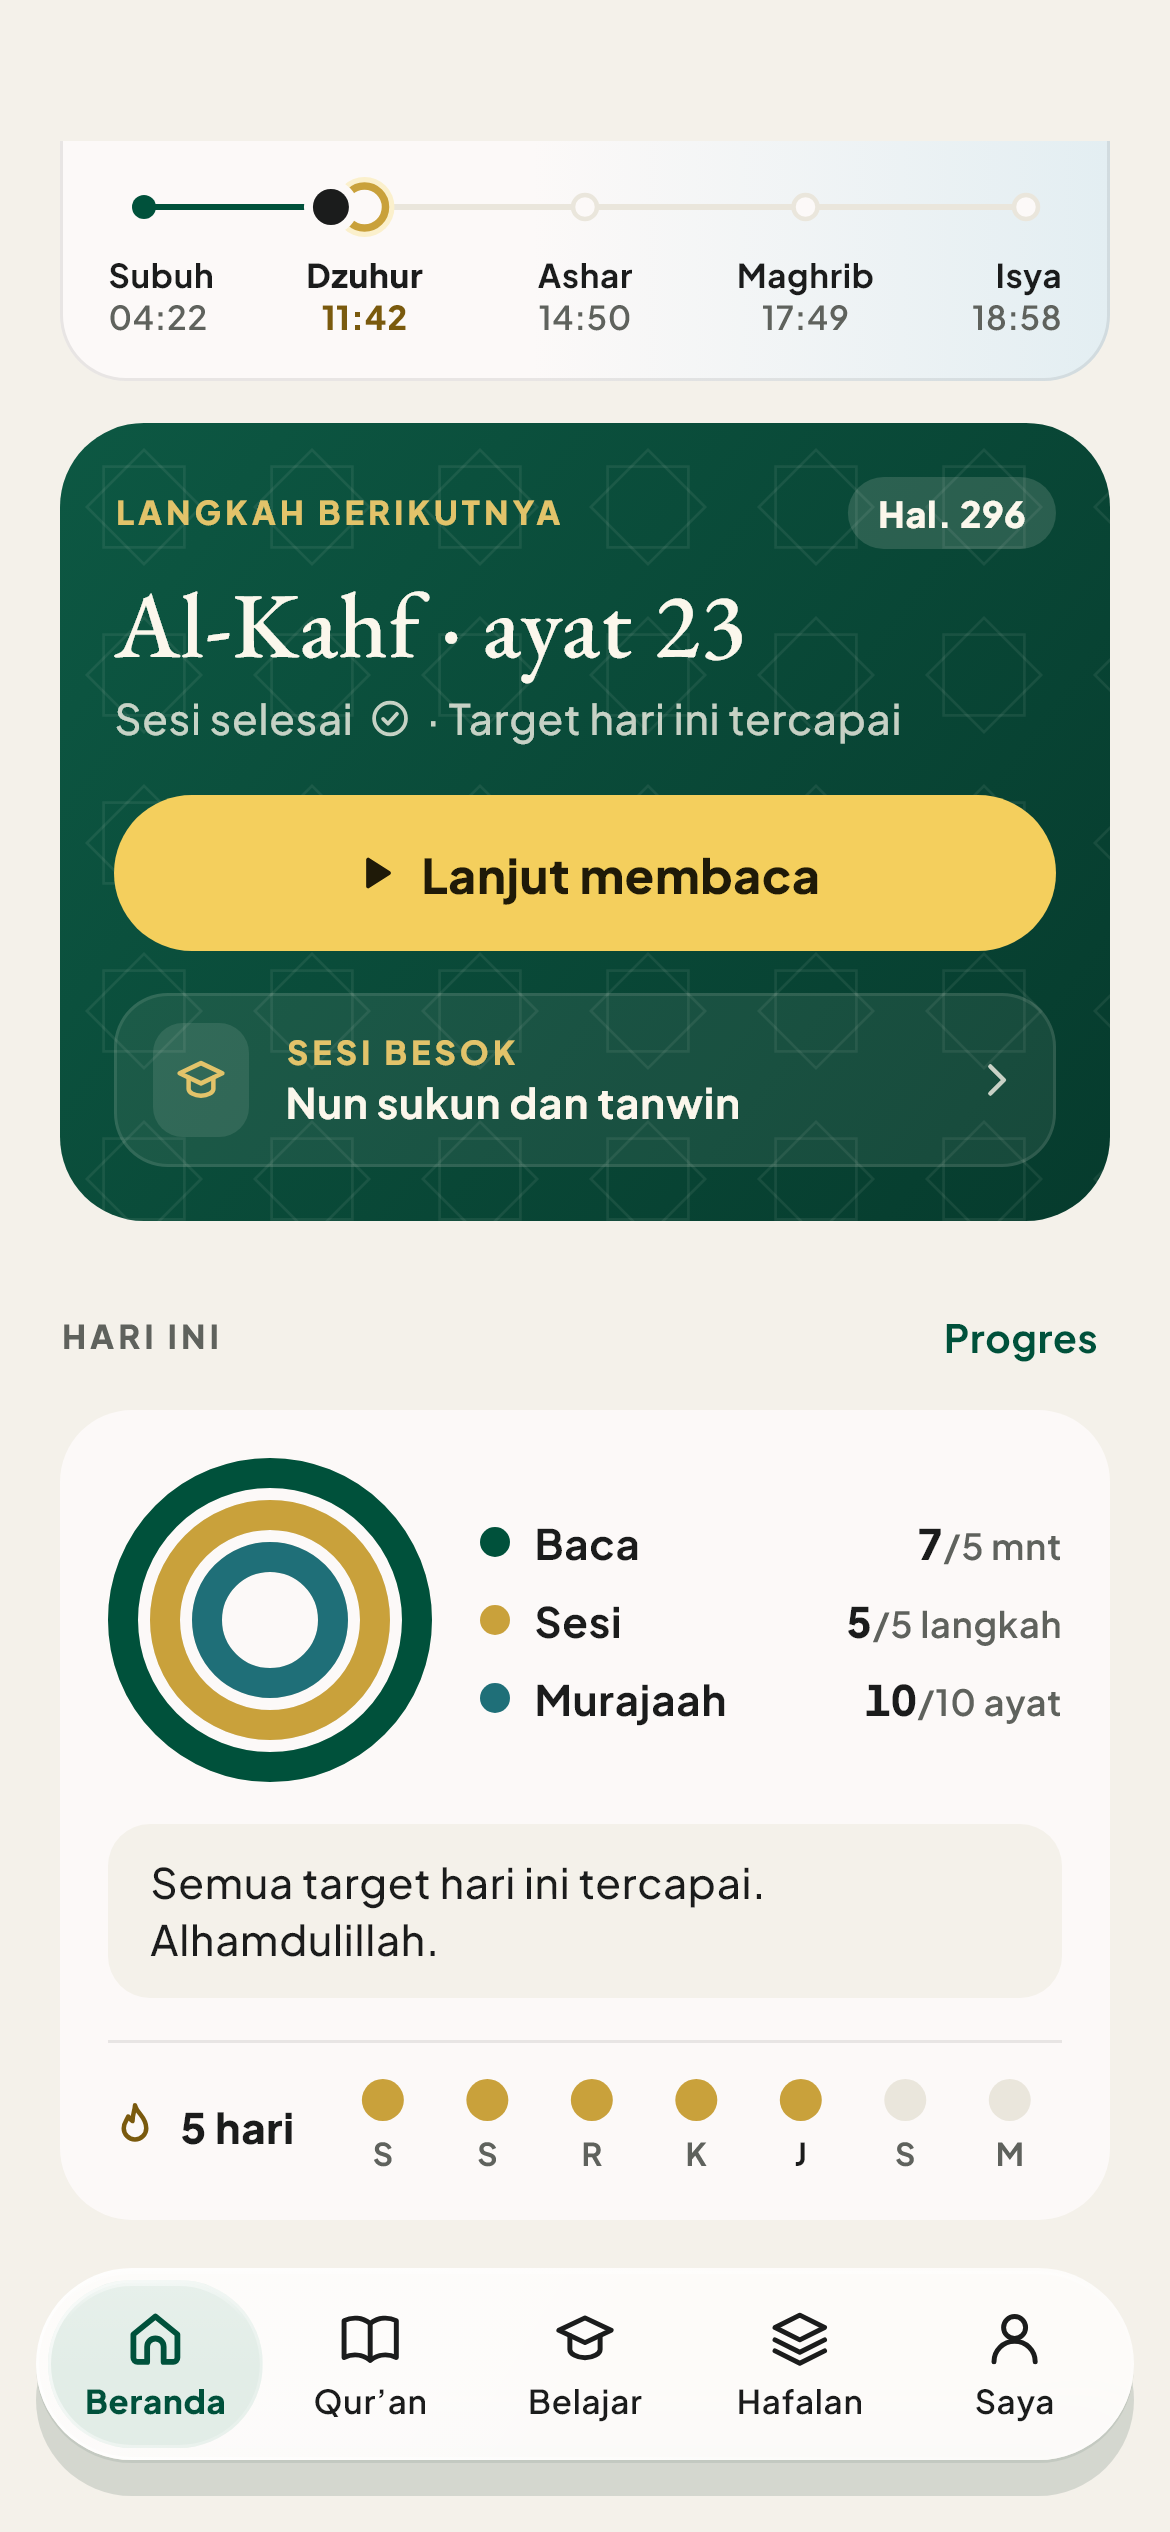 Subuh Dzuhur Ashar Maghrib Isya
04:22 11:42 14:50 17:49 18:58
LANGKAH BERIKUTNYA Hal. 296
Al-Kahf · ayat 23
Sesi selesai · Target hari ini tercapai
Lanjut membaca
SESI BESOK
Nun sukun dan tanwin
HARI INI Progres
Baca 7/5 mnt
Sesi 5/5 langkah
Murajaah 10/10 ayat
Semua target hari ini tercapai.
Alhamdulillah.
5 hari
S S R K J S M
Beranda Qur’an Belajar Hafalan Saya